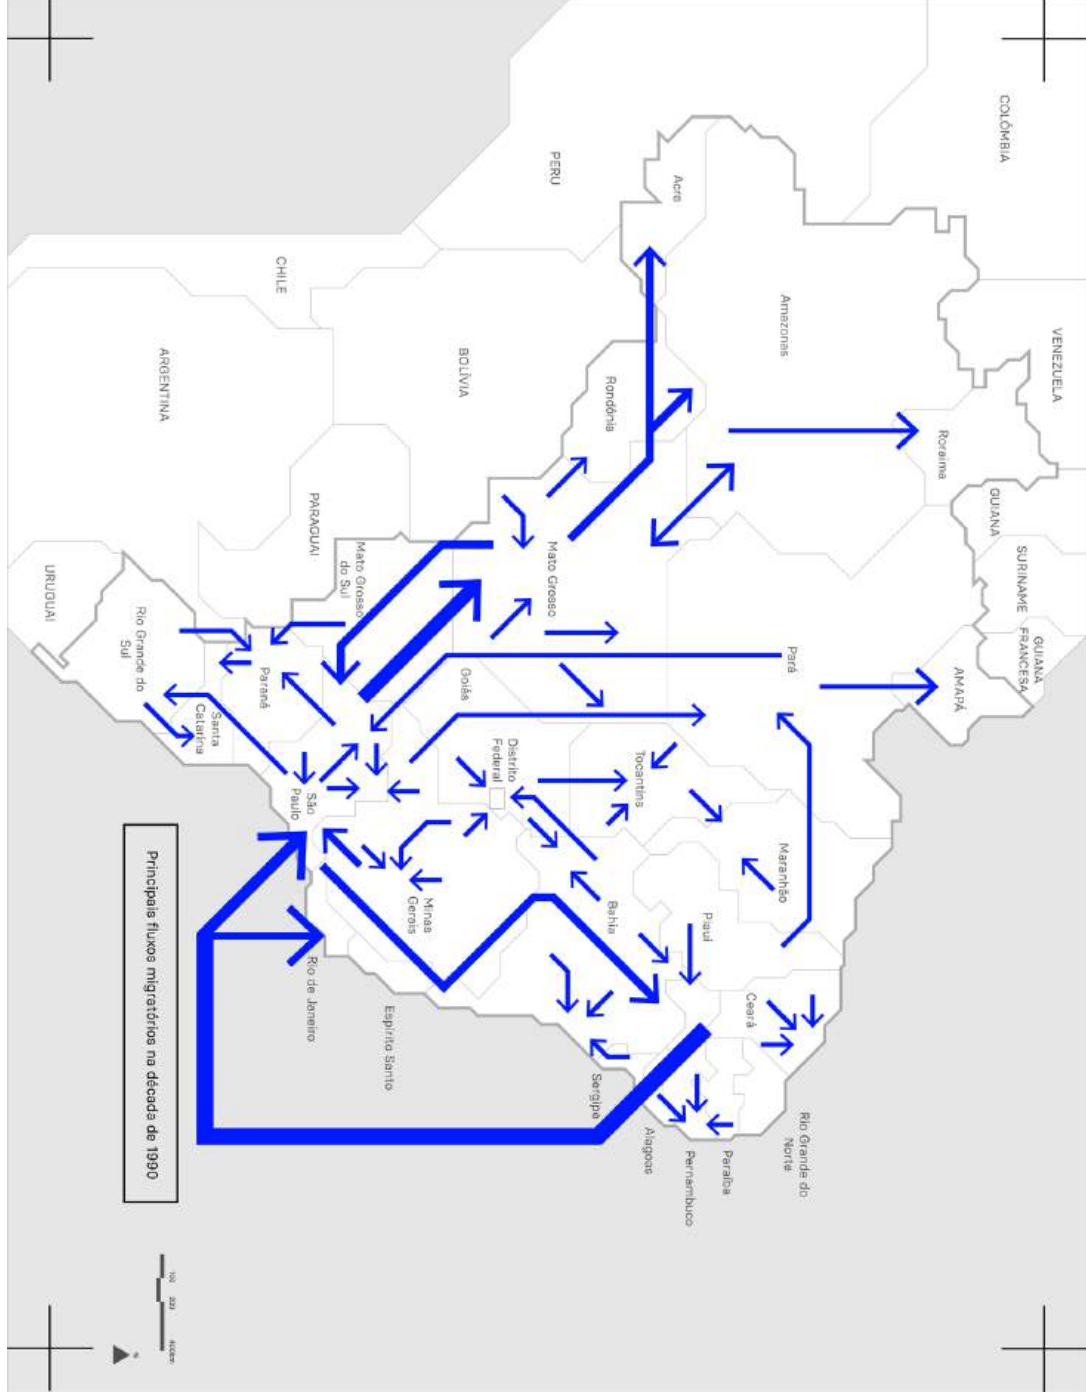 COLÔMBIA
VENEZUELA
GUIANA
SURINAME
GUIANA
FRANCESA
Roraima
AMAPÁ
Amazonas
Pará
Acre
PERU
Rondônia
Mato Grosso
Tocantins
Maranhão
Piauí
Ceará
Rio Grande do
Norte
Paraíba
Pernambuco
Alagoas
Sergipe
Bahia
BOLÍVIA
Goiás
Distrito
Federal
Minas
Gerais
Espírito Santo
Mato Grosso
do Sul
Rio de Janeiro
São
Paulo
CHILE
PARAGUAI
Paraná
Santa
Catarina
Rio Grande do
Sul
ARGENTINA
URUGUAI
Principais fluxos migratórios na década de 1990
100 200 400km
N